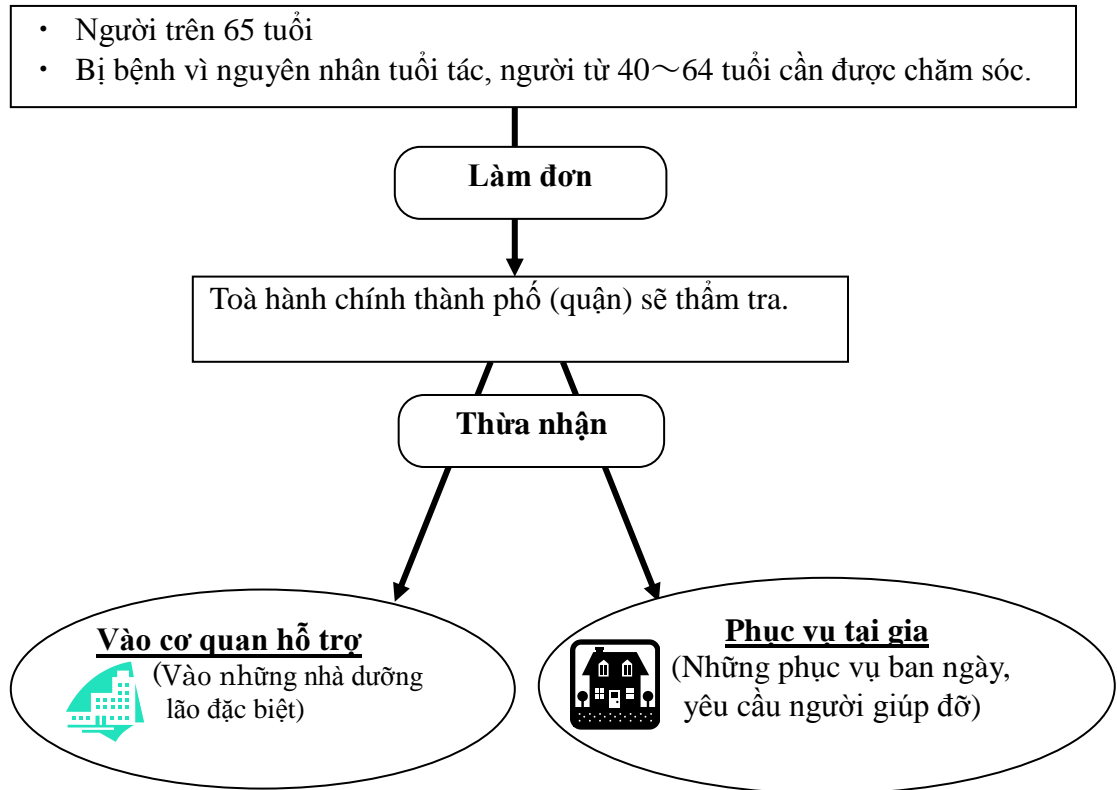 ・ Người trên 65 tuổi
・ Bị bệnh vì nguyên nhân tuổi tác, người từ 40～64 tuổi cần được chăm sóc.
Làm đơn
Toà hành chính thành phố (quận) sẽ thẩm tra.
Thừa nhận
Vào cơ quan hỗ trợ
(Vào những nhà dưỡng
lão đặc biệt)
Phục vụ tại gia
(Những phục vụ ban ngày,
yêu cầu người giúp đỡ)